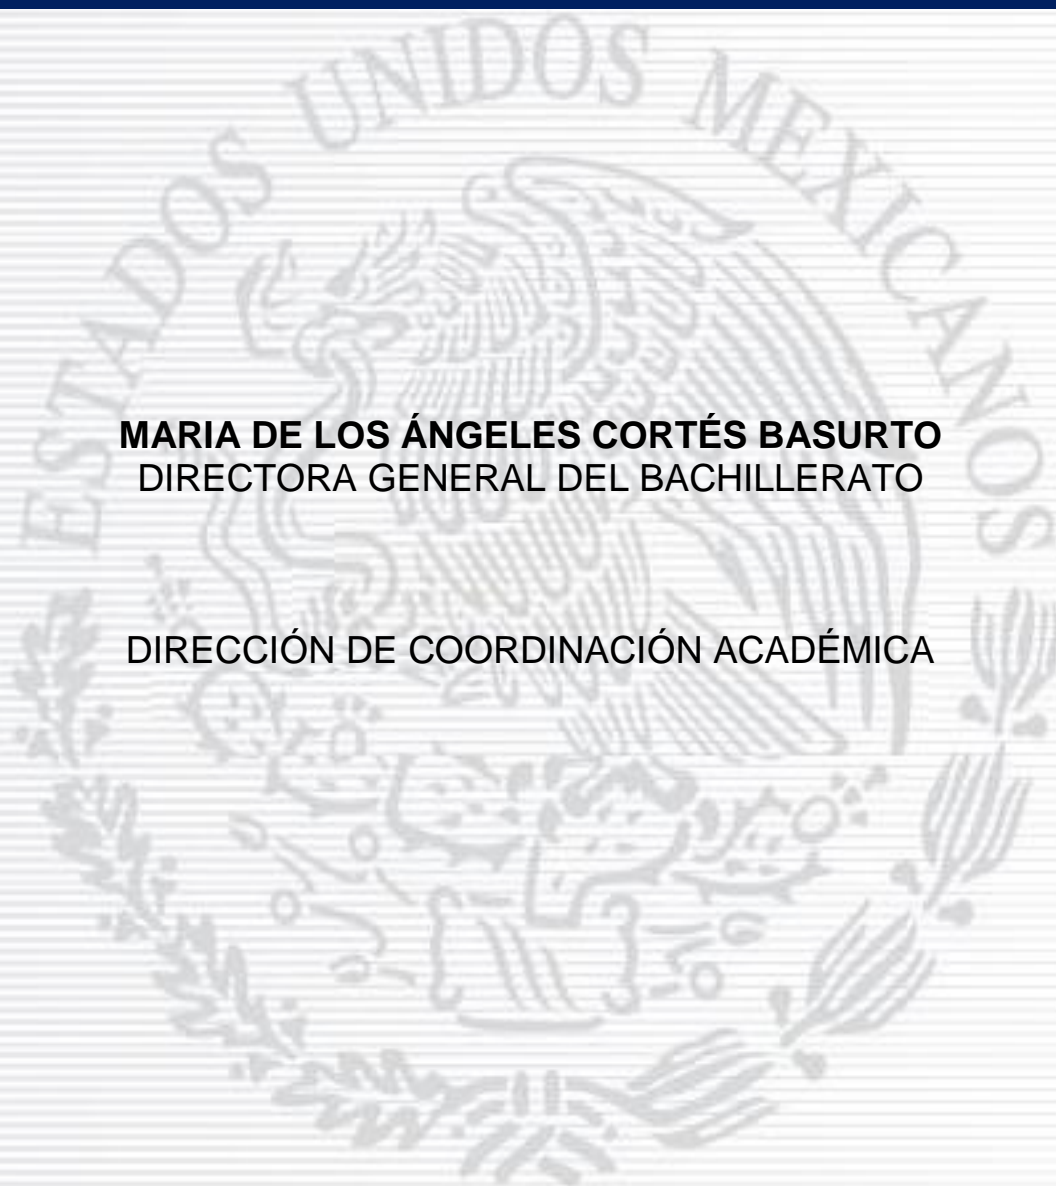 ESTADOS UNIDOS MEXICANOS
MARIA DE LOS ÁNGELES CORTÉS BASURTO
DIRECTORA GENERAL DEL BACHILLERATO
DIRECCIÓN DE COORDINACIÓN ACADÉMICA